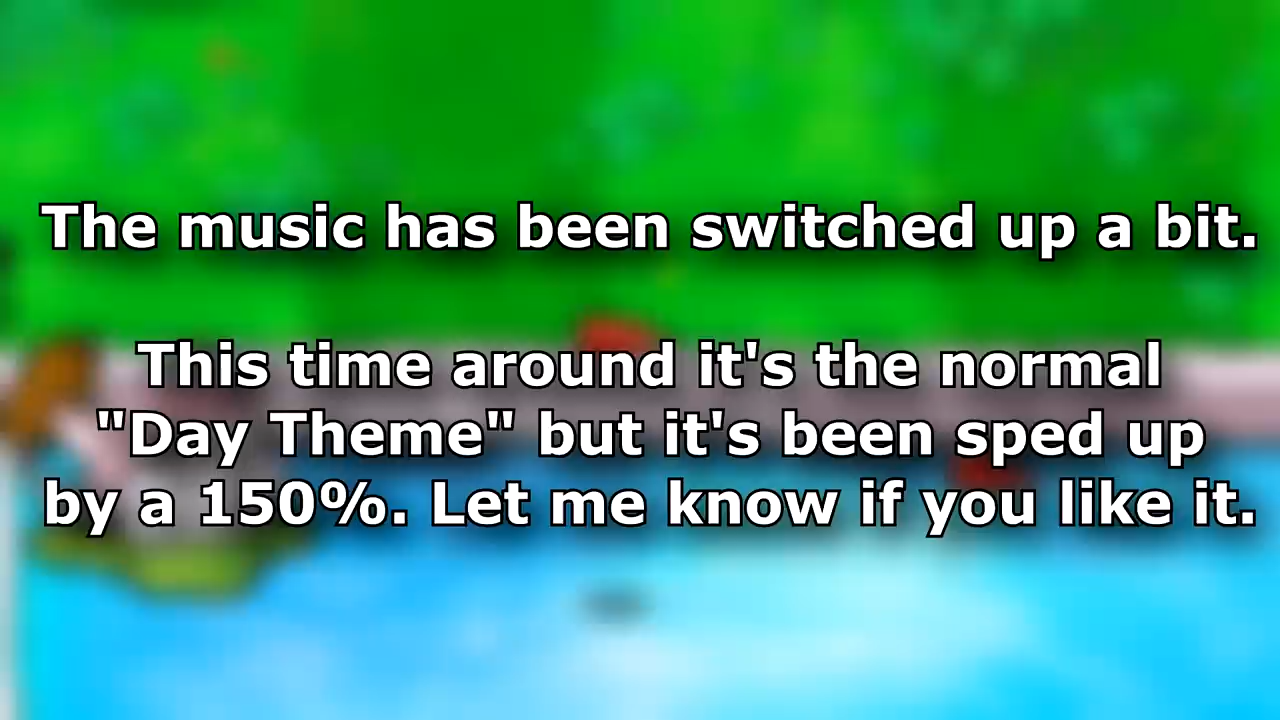 The music has been switched up a bit.
This time around it's the normal
"Day Theme" but it's been sped up
by a 150%. Let me know if you like it.